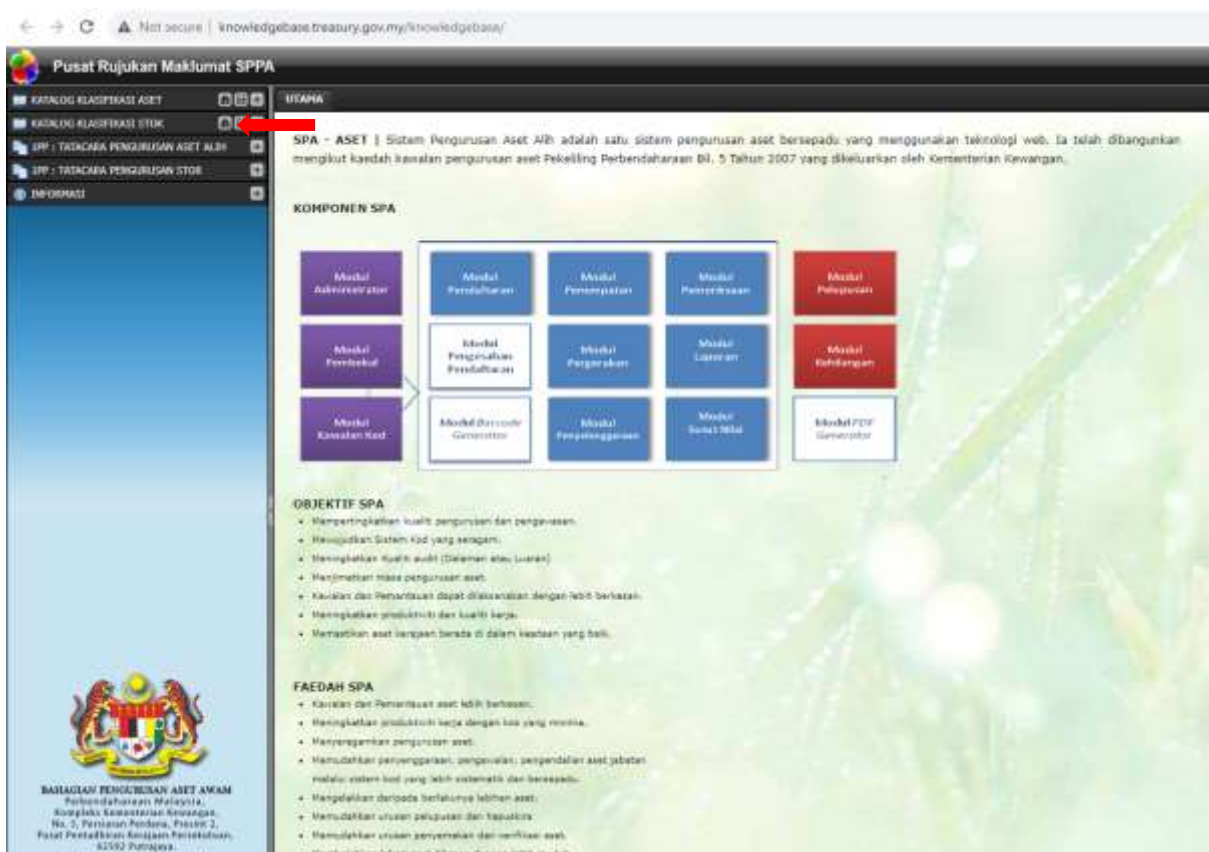 Not secure | knowledgebase.treasury.gov.my/knowledgebase/
Pusat Rujukan Maklumat SPPA
KATALOG KLASIFIKASI ASET
KATALOG KLASIFIKASI STOK
SPP : TATACARA PENGURUSAN ASET ALIH
SPP : TATACARA PENGURUSAN STOR
INFORMASI
UTAMA
SPA - ASET | Sistem Pengurusan Aset Alih adalah satu sistem pengurusan aset bersepadu yang menggunakan teknologi web. Ia telah dibangunkan
mengikut kaedah kawalan pengurusan aset Pekeliling Perbendaharaan Bil. 5 Tahun 2007 yang dikeluarkan oleh Kementerian Kewangan.
KOMPONEN SPA
Modul
Administrator
Modul
Pendaftaran
Modul
Penempatan
Modul
Pemeriksaan
Modul
Pelupusan
Modul
Pembekal
Modul
Pengesahan
Pendaftaran
Modul
Pergerakan
Modul
Laporan
Modul
Kehilangan
Modul
Kawalan Kod
Modul Barcode
Generator
Modul
Penyelenggaraan
Modul
Susut Nilai
Modul PDF
Generator
OBJEKTIF SPA
Mempertingkatkan kualiti pengurusan dan pengawasan.
Mewujudkan Sistem Kod yang seragam.
Meningkatkan Kualiti audit (Dalaman atau Luaran)
Menjimatkan masa pengurusan aset.
Kawalan dan Pemantauan dapat dilaksanakan dengan lebih berkesan.
Meningkatkan produktiviti dan kualiti kerja.
Memastikan aset kerajaan berada di dalam keadaan yang baik.
FAEDAH SPA
Kawalan dan Pemantauan aset lebih berkesan.
Meningkatkan produktiviti kerja dengan kos yang minima.
Menyeragamkan pengurusan aset.
Memudahkan penyenggaraan, pengawalan, pengendalian aset jabatan
melalui sistem kod yang lebih sistematik dan bersepadu.
Mengelakkan daripada berlakunya lebihan aset.
Memudahkan urusan pelupusan dan hapuskira
Memudahkan urusan penyemakan dan verifikasi aset.
BAHAGIAN PENGURUSAN ASET AWAM
Perbendaharaan Malaysia,
Kompleks Kementerian Kewangan,
No. 5, Persiaran Perdana, Presint 2,
Pusat Pentadbiran Kerajaan Persekutuan,
62592 Putrajaya.